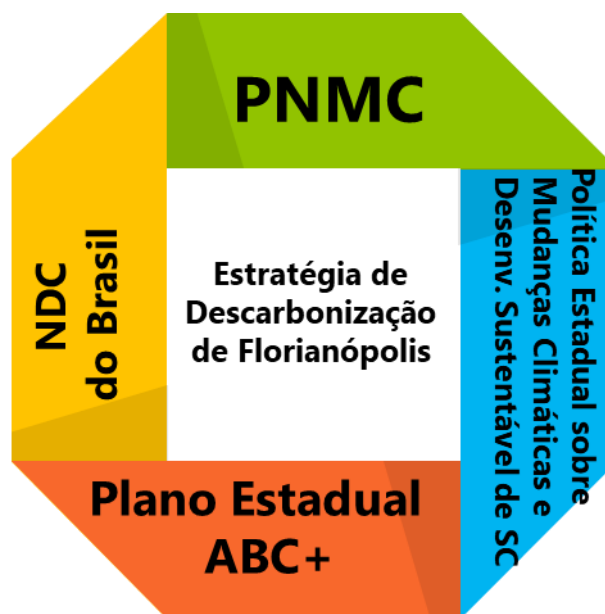 PNMC
Política Estadual sobre
Mudanças Climáticas e
Desenv. Sustentável de SC
Estratégia de
Descarbonização
de Florianópolis
NDC
do Brasil
Plano Estadual
ABC+